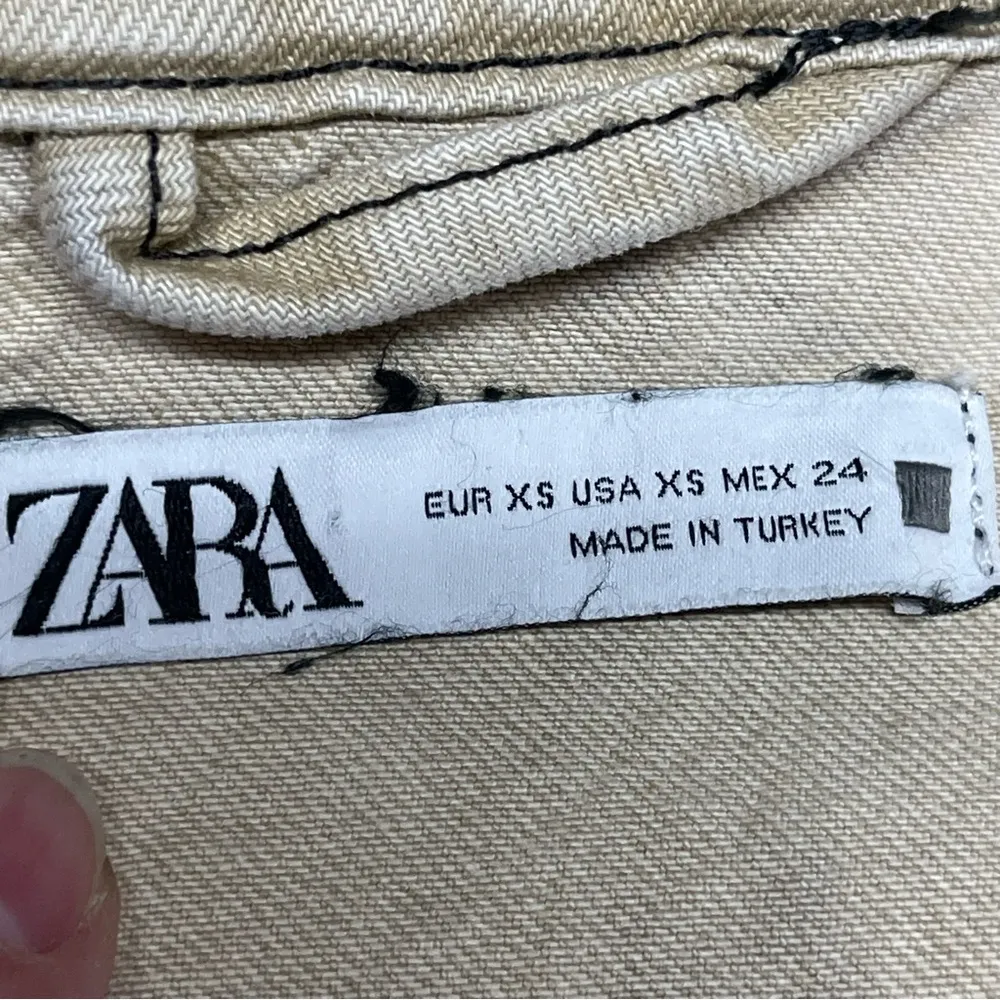 ZARA
EUR XS USA XS MEX 24
MADE IN TURKEY